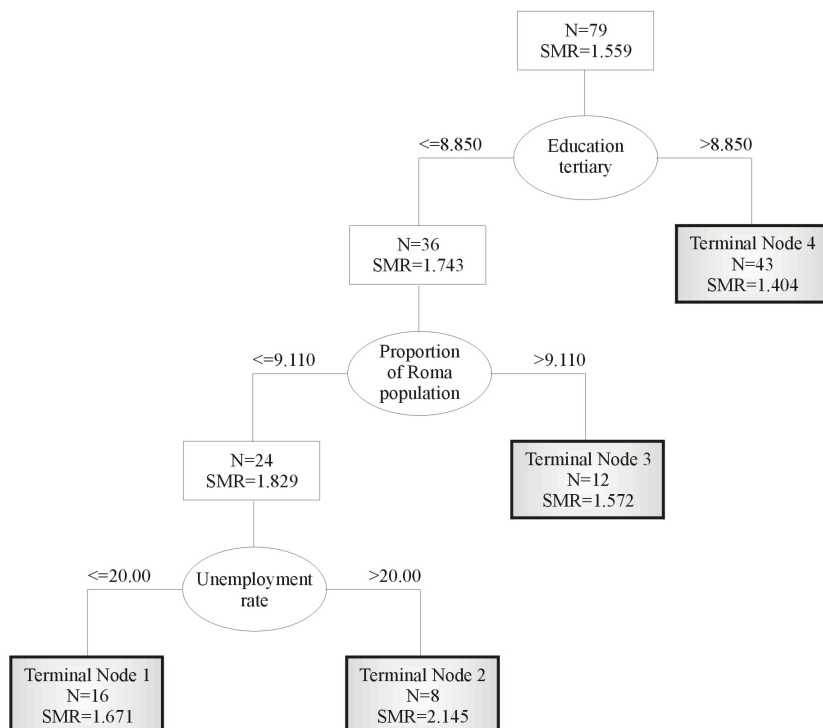 N=79
SMR=1.559
<=8.850
Education
tertiary
>8.850
N=36
SMR=1.743
Terminal Node 4
N=43
SMR=1.404
<=9.110
Proportion
of Roma
population
>9.110
N=24
SMR=1.829
Terminal Node 3
N=12
SMR=1.572
<=20.00
Unemployment
rate
>20.00
Terminal Node 1
N=16
SMR=1.671
Terminal Node 2
N=8
SMR=2.145